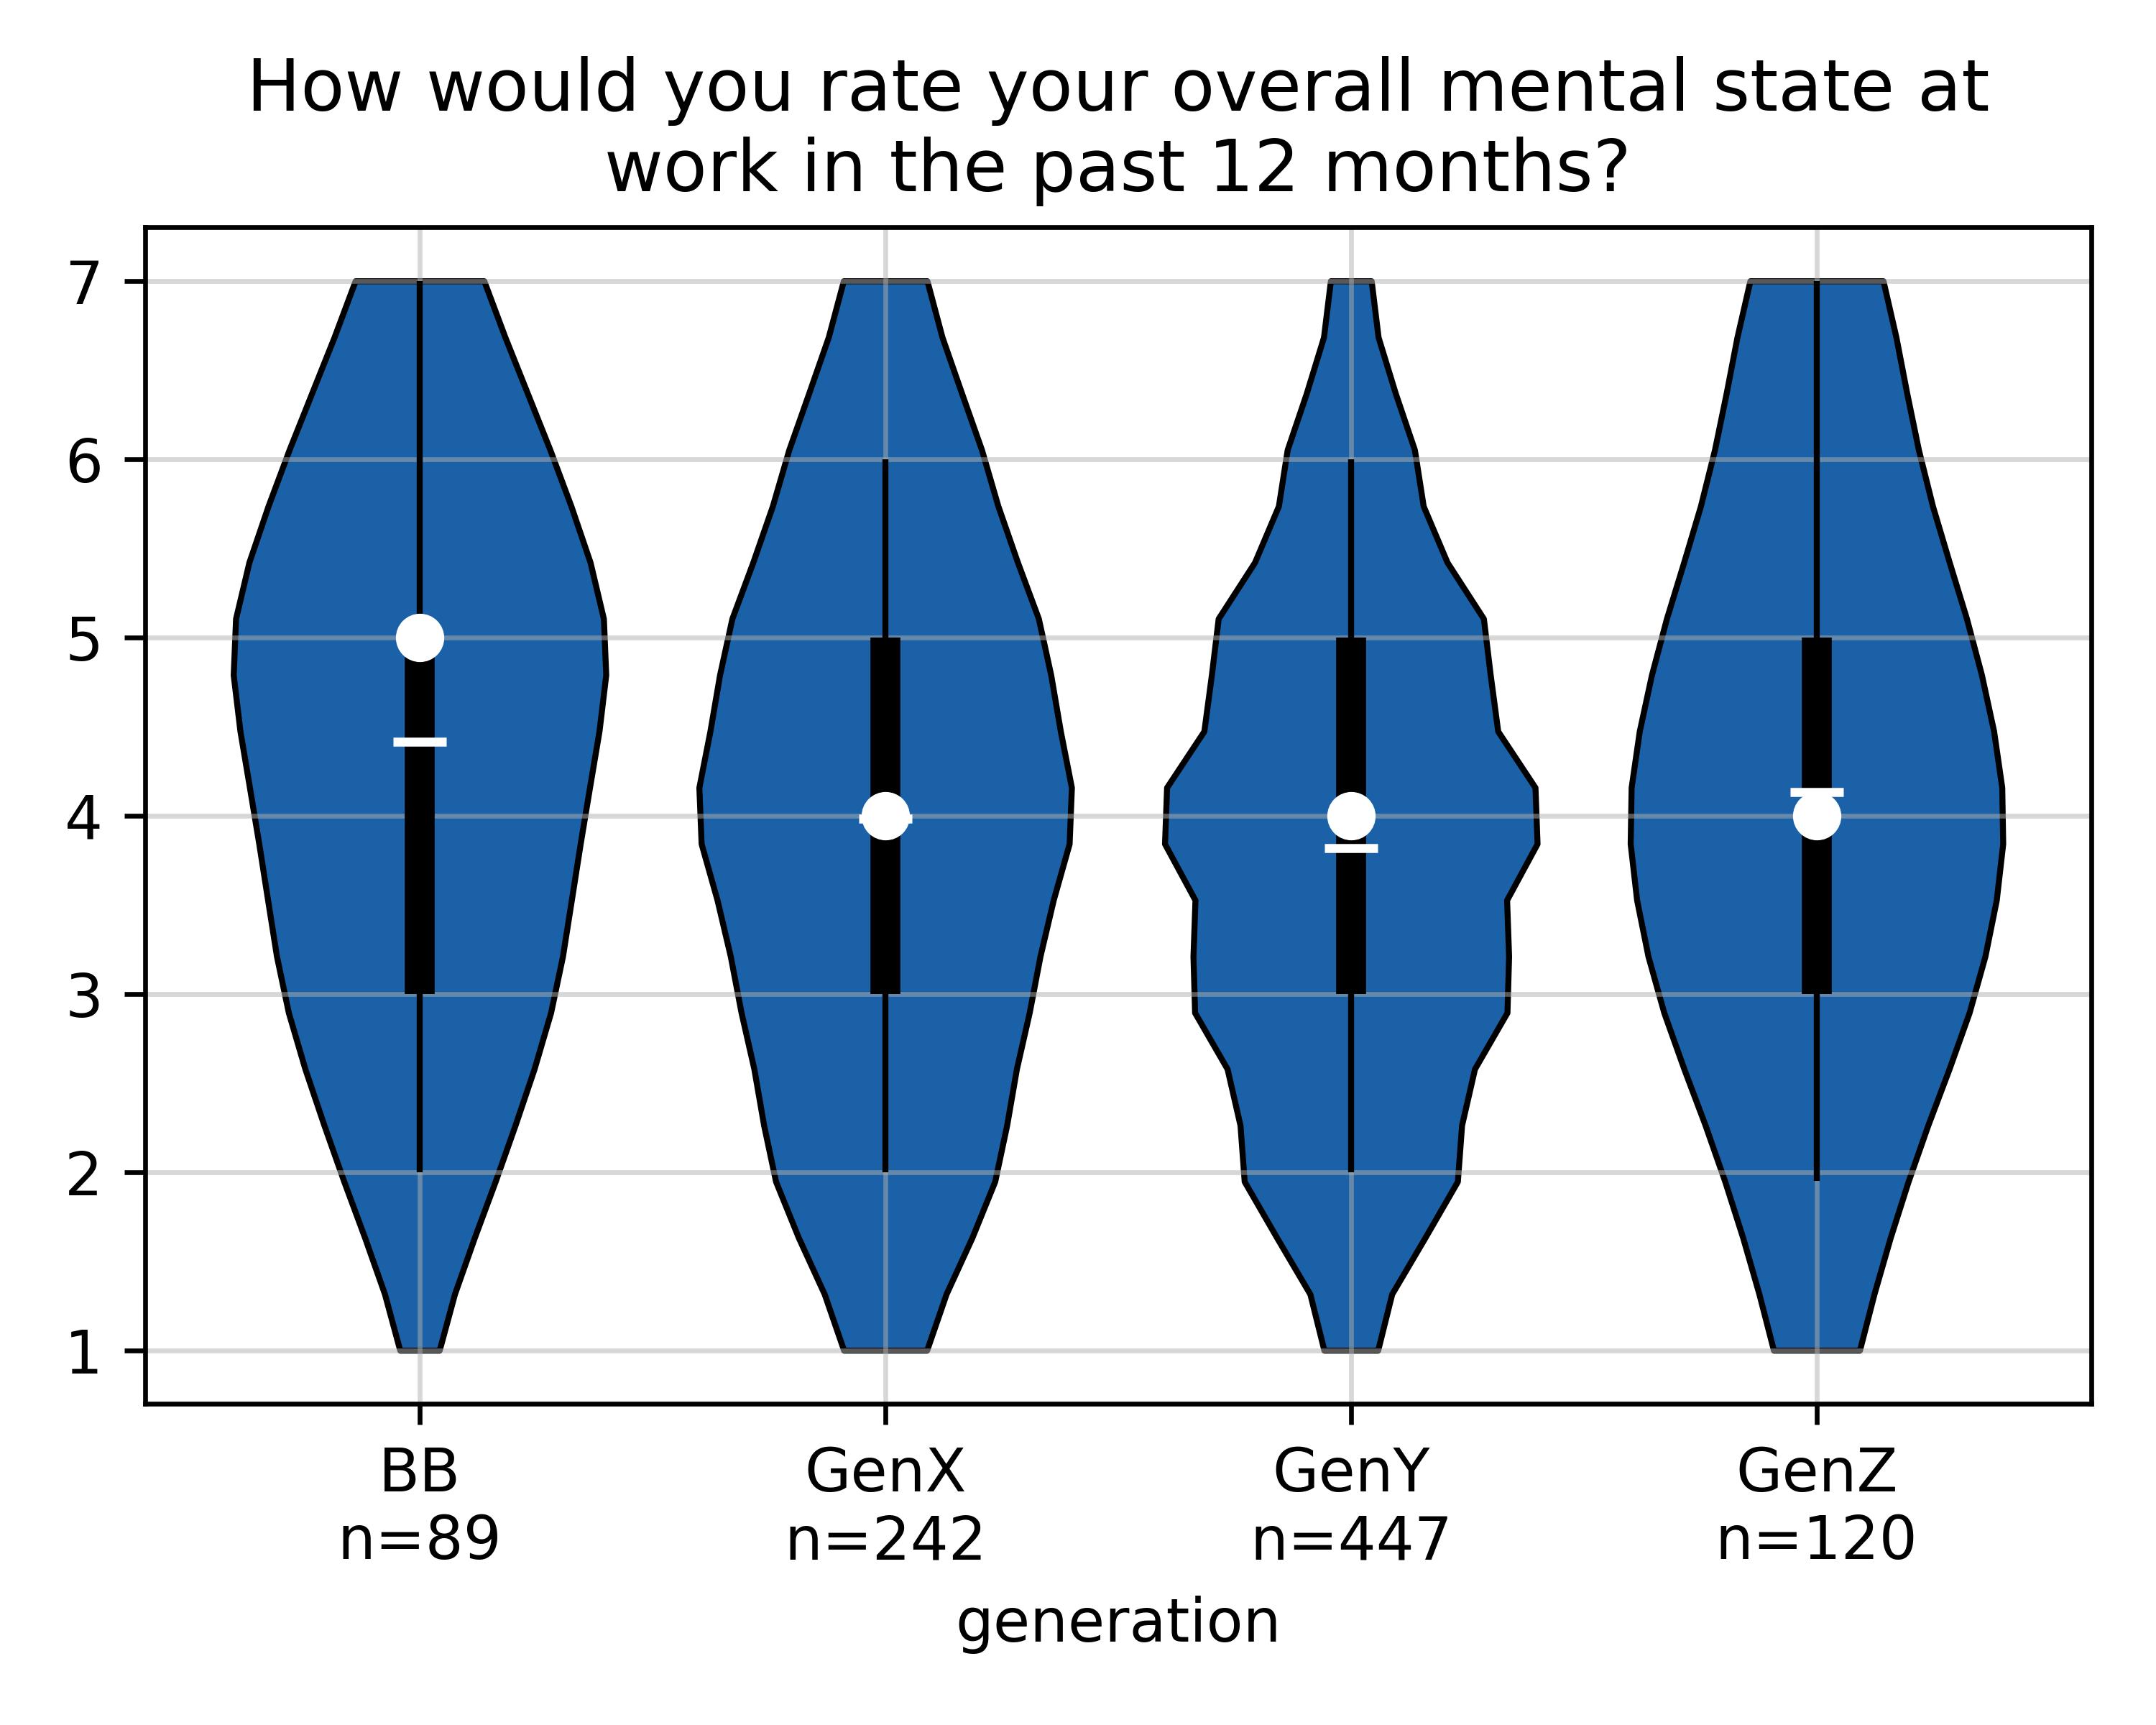 How would you rate your overall mental state at
work in the past 12 months?
7
6
5
4
3
2
1
BB
n=89
GenX
n=242
GenY
n=447
GenZ
n=120
generation